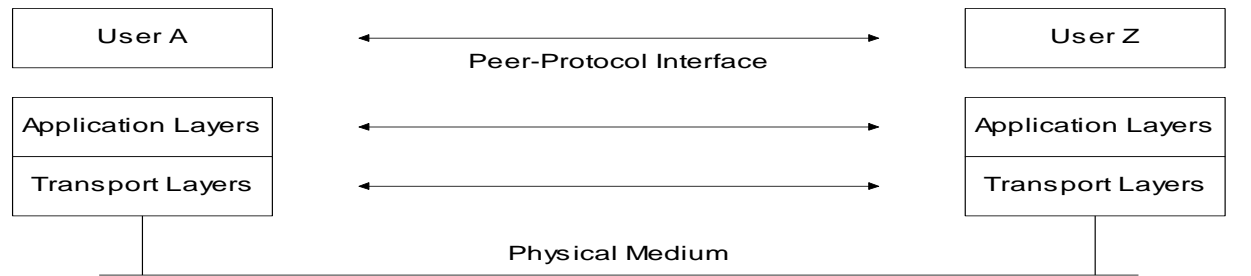 User A
User Z
Peer-Protocol Interface
Application Layers
Application Layers
Transport Layers
Transport Layers
Physical Medium